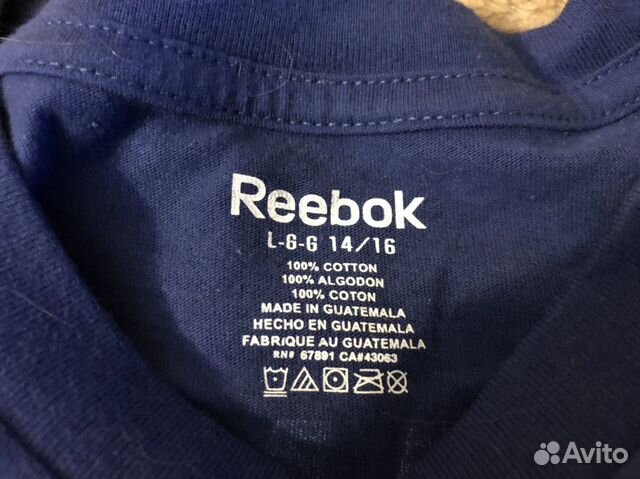 Reebok
L-G-G 14/16
100% COTTON
100% ALGODON
100% COTON
MADE IN GUATEMALA
HECHO EN GUATEMALA
FABRIQUE AU GUATEMALA
RN# 67891 CA#43063
Avito